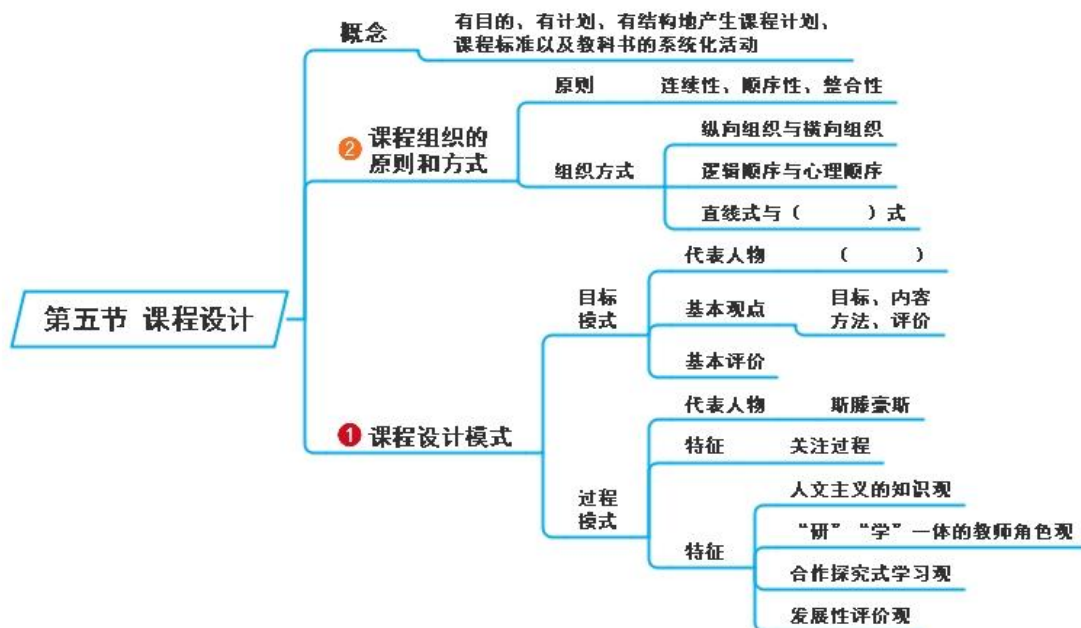 第五节 课程设计
概念
有目的、有计划、有结构地产生课程计划、
课程标准以及教科书的系统化活动
2 课程组织的
原则和方式
原则
连续性、顺序性、整合性
组织方式
纵向组织与横向组织
逻辑顺序与心理顺序
直线式与（ ）式
1 课程设计模式
目标
模式
代表人物
（ ）
基本观点
目标、内容
方法、评价
基本评价
过程
模式
代表人物
斯滕豪斯
特征
关注过程
特征
人文主义的知识观
“研”“学”一体的教师角色观
合作探究式学习观
发展性评价观